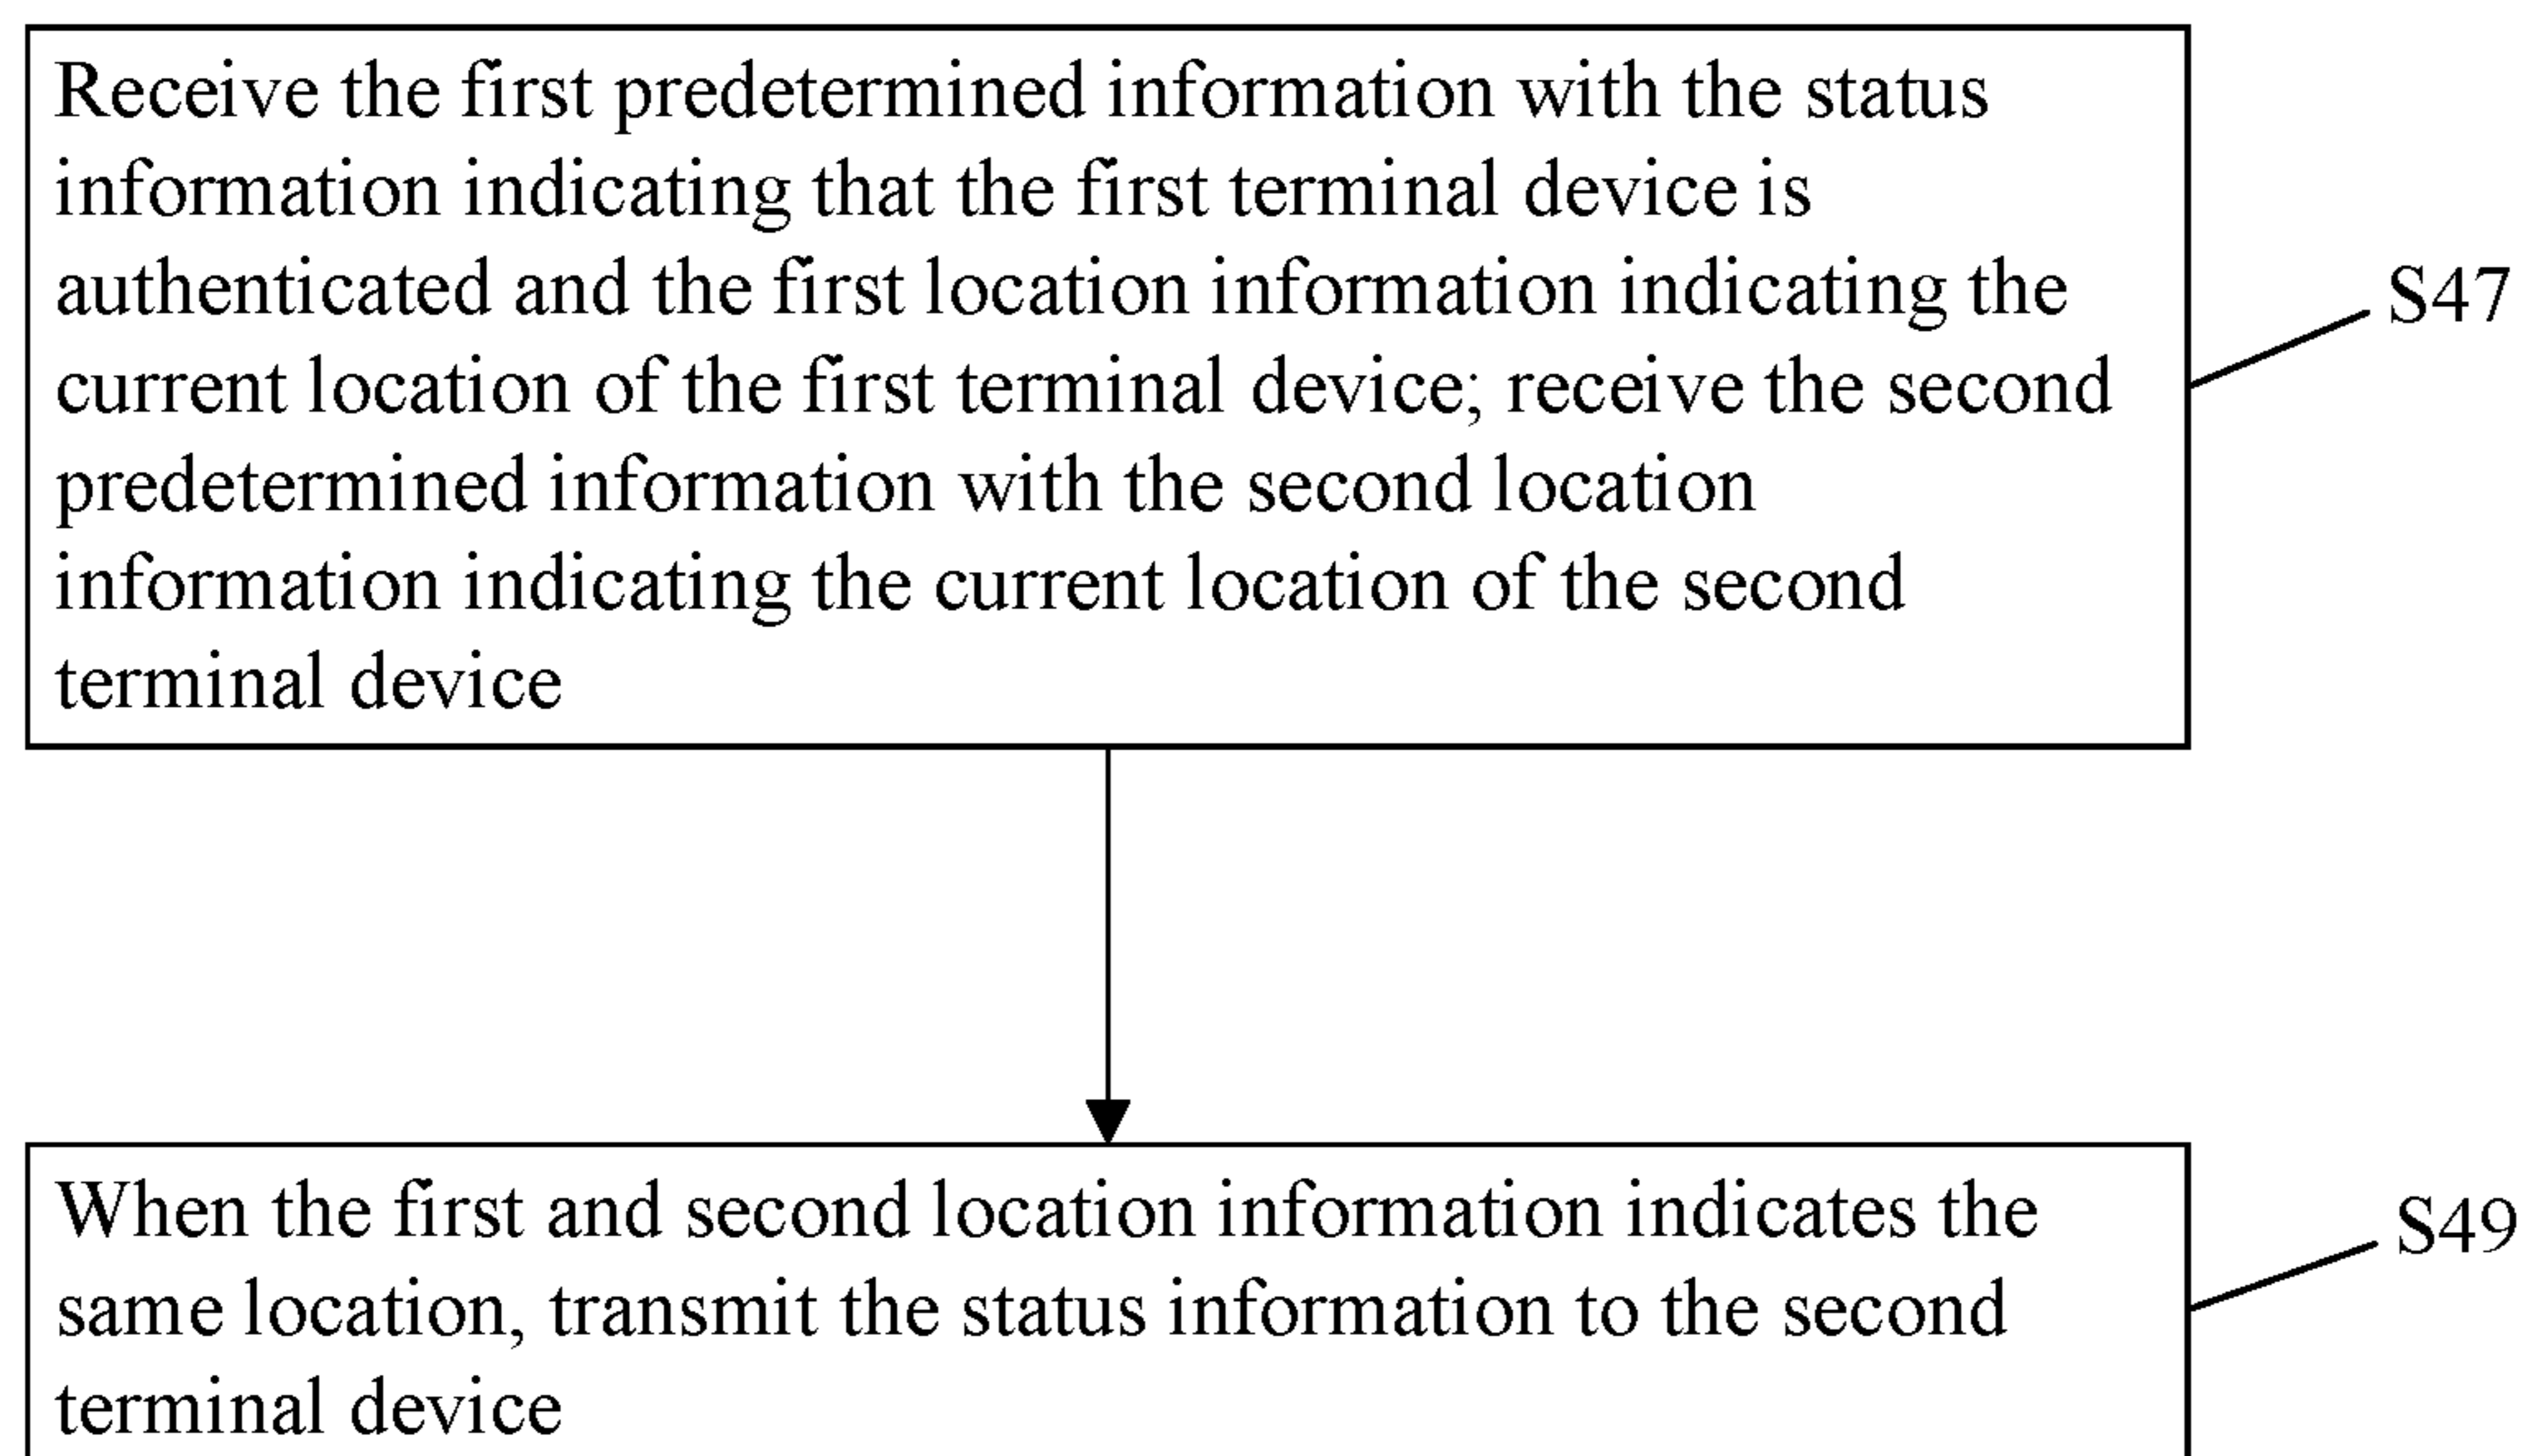 Receive the first predetermined information with the status
information indicating that the first terminal device is
authenticated and the first location information indicating the
current location of the first terminal device; receive the second
predetermined information with the second location
information indicating the current location of the second
terminal device
S47
When the first and second location information indicates the
same location, transmit the status information to the second
terminal device
S49